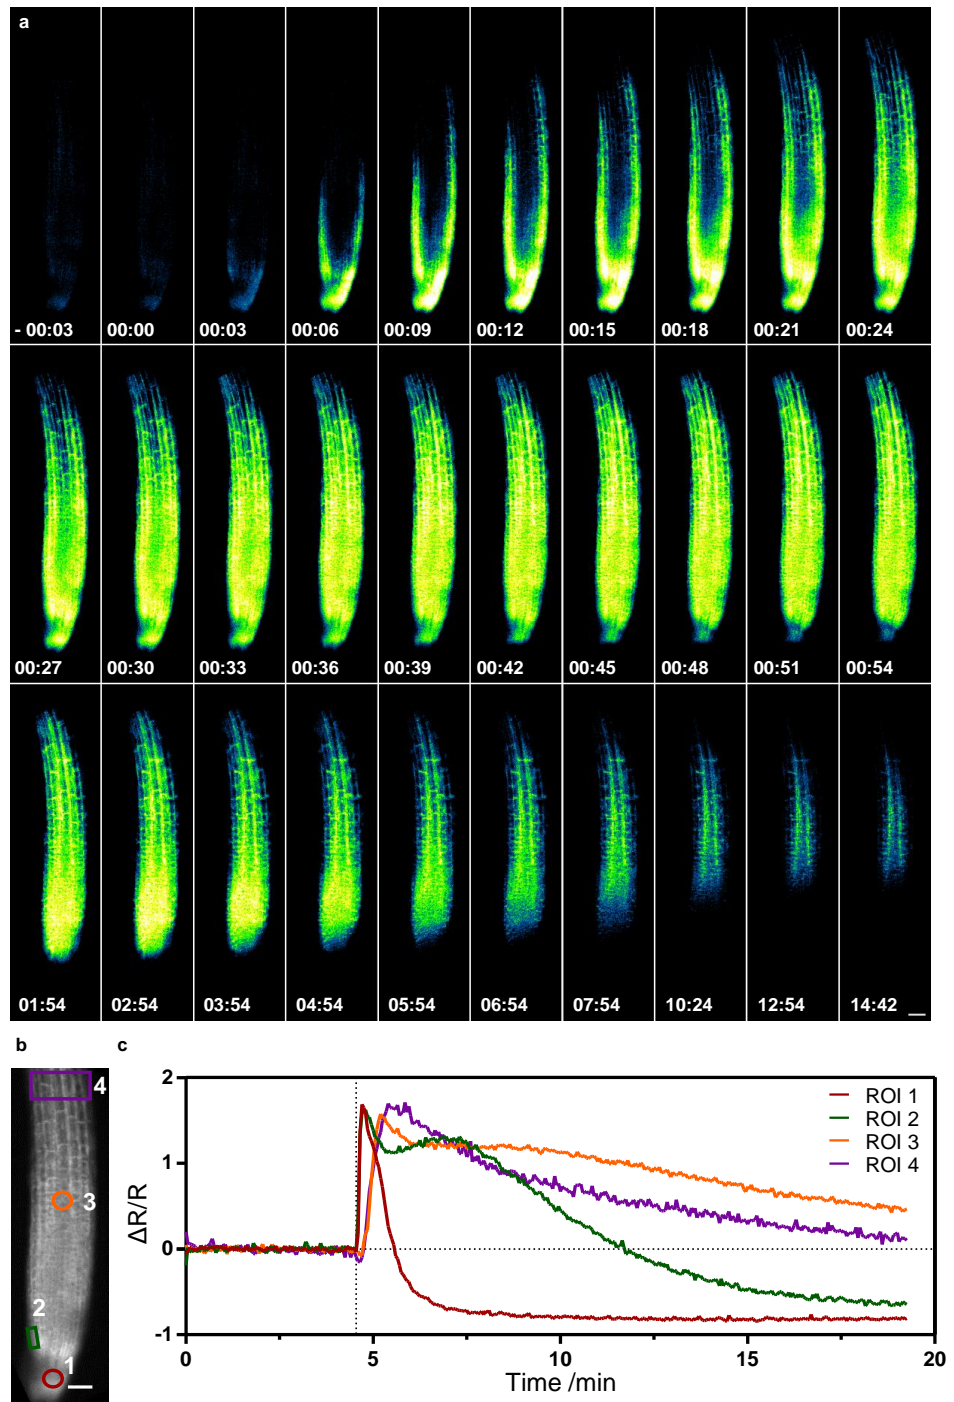 a
- 00:03 00:00 00:03 00:06 00:09 00:12 00:15 00:18 00:21 00:24
00:27 00:30 00:33 00:36 00:39 00:42 00:45 00:48 00:51 00:54
01:54 02:54 03:54 04:54 05:54 06:54 07:54 10:24 12:54 14:42
b
4
3
2
1
c
2
1
0
-1
ΔR/R
ROI 1
ROI 2
ROI 3
ROI 4
0 5 10 15 20
Time /min